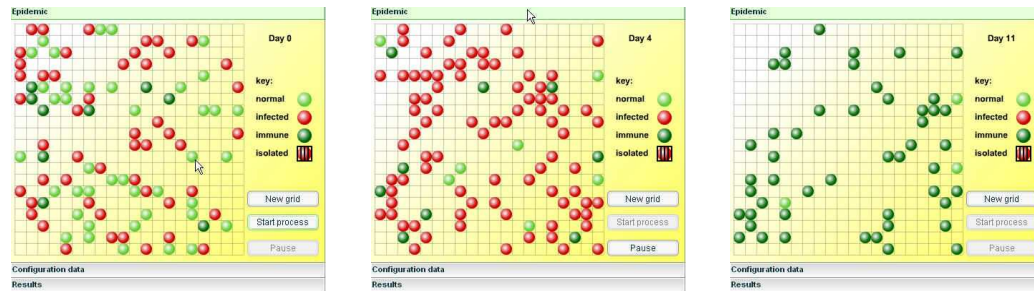 Epidemic
Day 0
key:
normal
infected
immune
isolated
New grid
Start process
Pause
Configuration data
Results
Epidemic
Day 4
key:
normal
infected
immune
isolated
New grid
Start process
Pause
Configuration data
Results
Epidemic
Day 11
key:
normal
infected
immune
isolated
New grid
Start process
Pause
Configuration data
Results